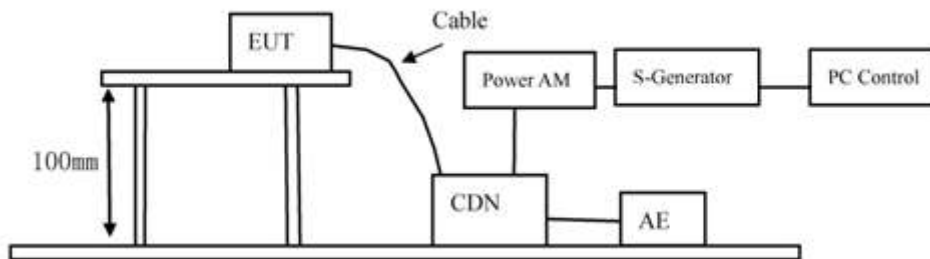 Cable
EUT
Power AM
S-Generator
PC Control
100mm
CDN
AE